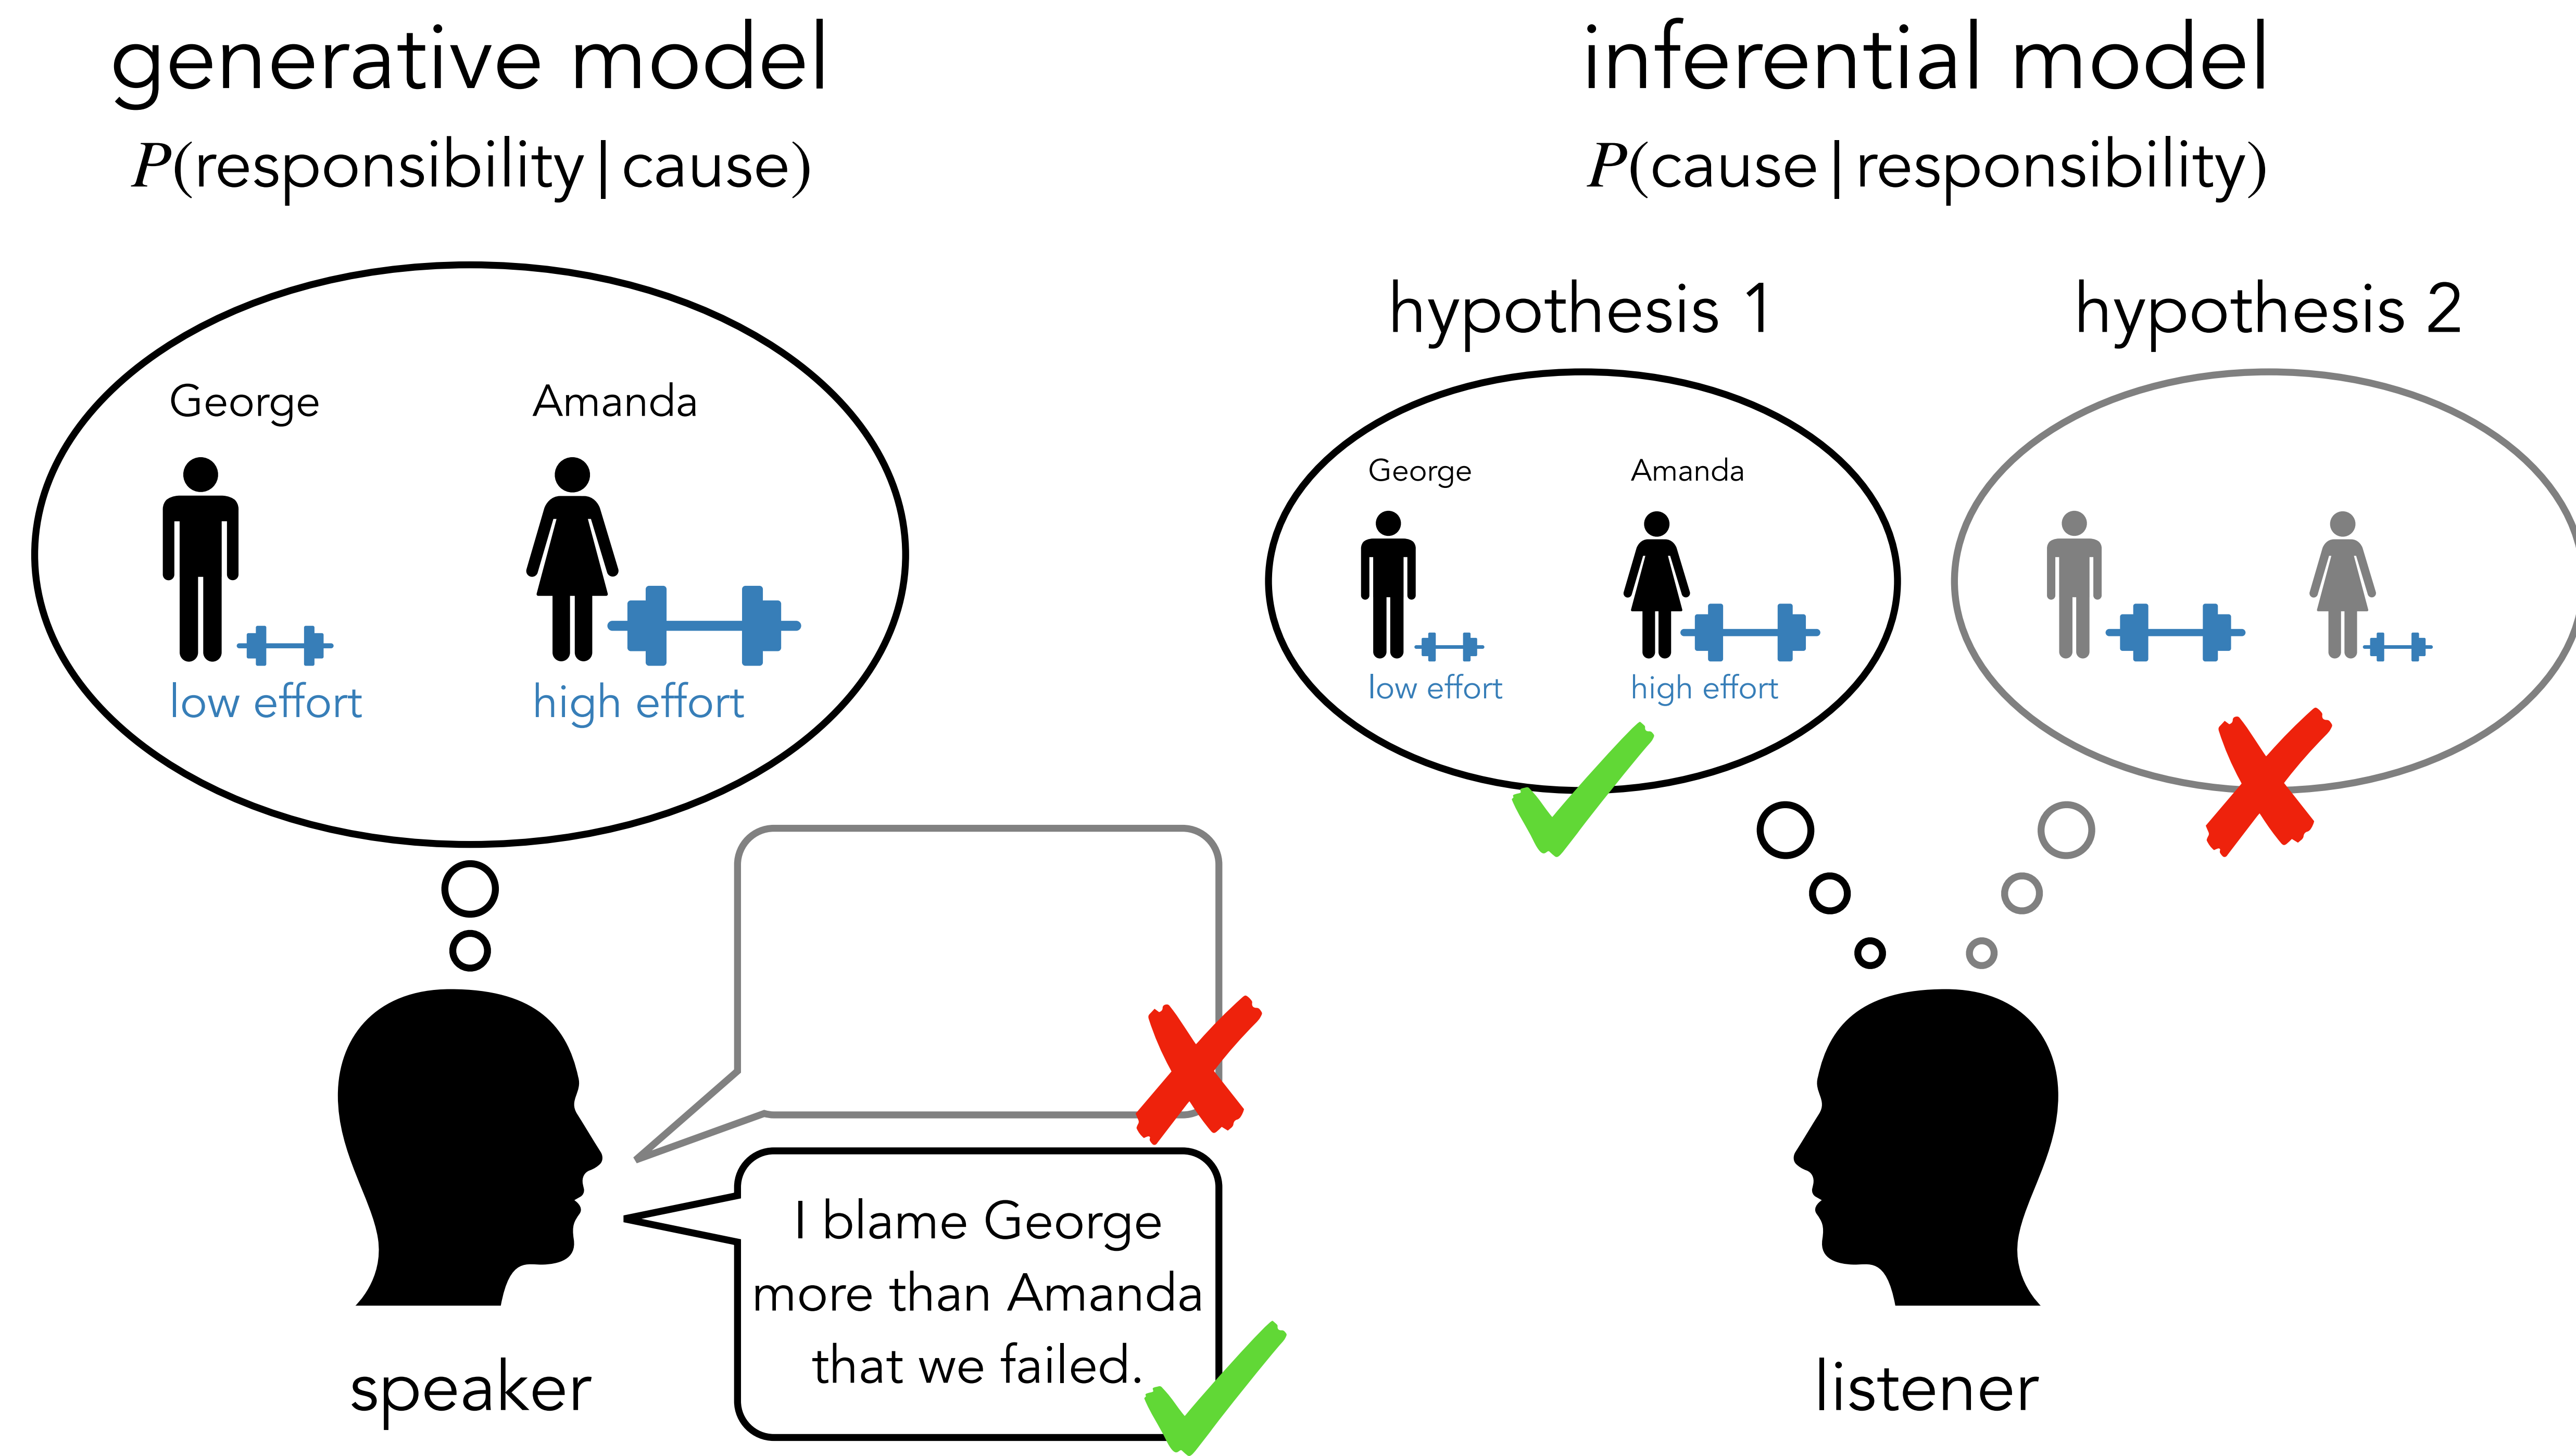 generative model
P(responsibility | cause)
George
Amanda
low effort
high effort
I blame George
more than Amanda
that we failed.
speaker
inferential model
P(cause | responsibility)
hypothesis 1
George
Amanda
low effort
high effort
hypothesis 2
listener